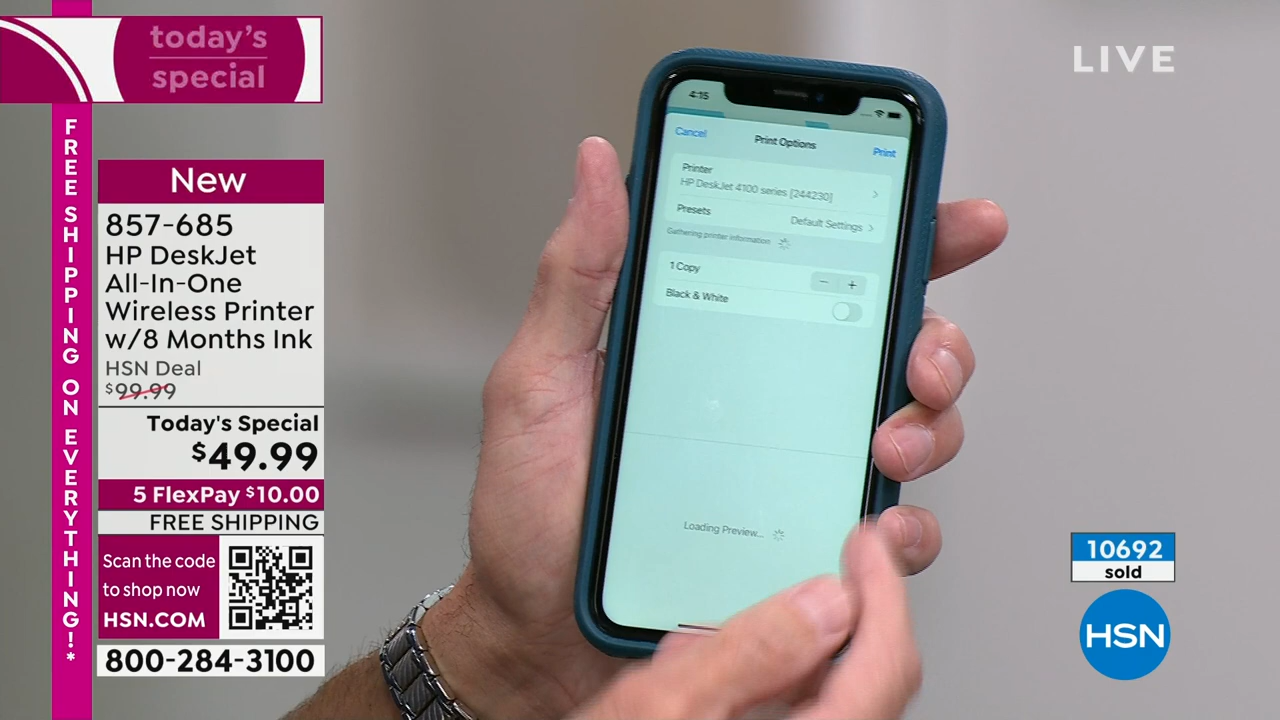 today's
special
FREE SHIPPING ON EVERYTHING!*
New
857-685
HP DeskJet
All-In-One
Wireless Printer
w/8 Months Ink
HSN Deal
$99.99
Today's Special
$49.99
5 FlexPay $10.00
FREE SHIPPING
Scan the code
to shop now
HSN.COM
800-284-3100
4:15
Cancel
Print Options
Print
Printer
HP DeskJet 4100 series [244230]
Presets
Default Settings
Gathering printer information
1 Copy
− +
Black & White
Loading Preview...
LIVE
10692
sold
HSN